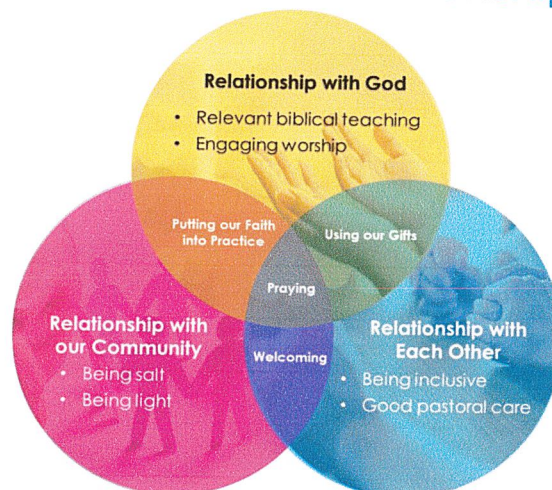 Relationship with God
• Relevant biblical teaching
• Engaging worship
Putting our Faith
into Practice
Using our Gifts
Praying
Relationship with
our Community
• Being salt
• Being light
Welcoming
Relationship with
Each Other
• Being inclusive
• Good pastoral care